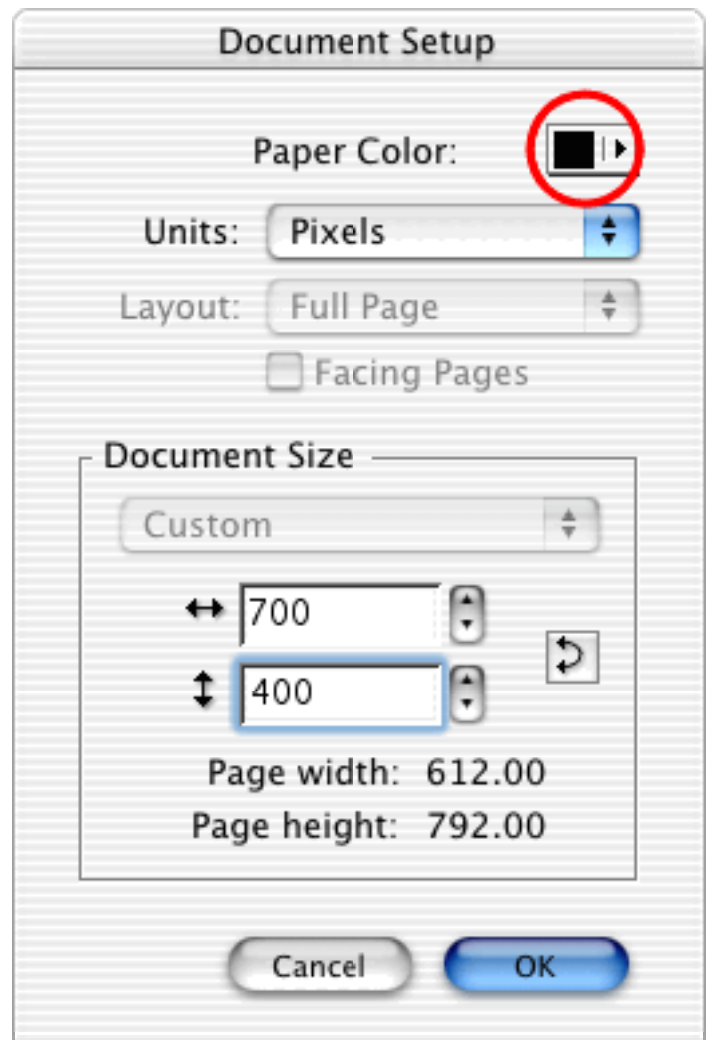 Document Setup
Paper Color:
Units: Pixels
Layout: Full Page
Facing Pages
Document Size
Custom
700
400
Page width: 612.00
Page height: 792.00
Cancel OK